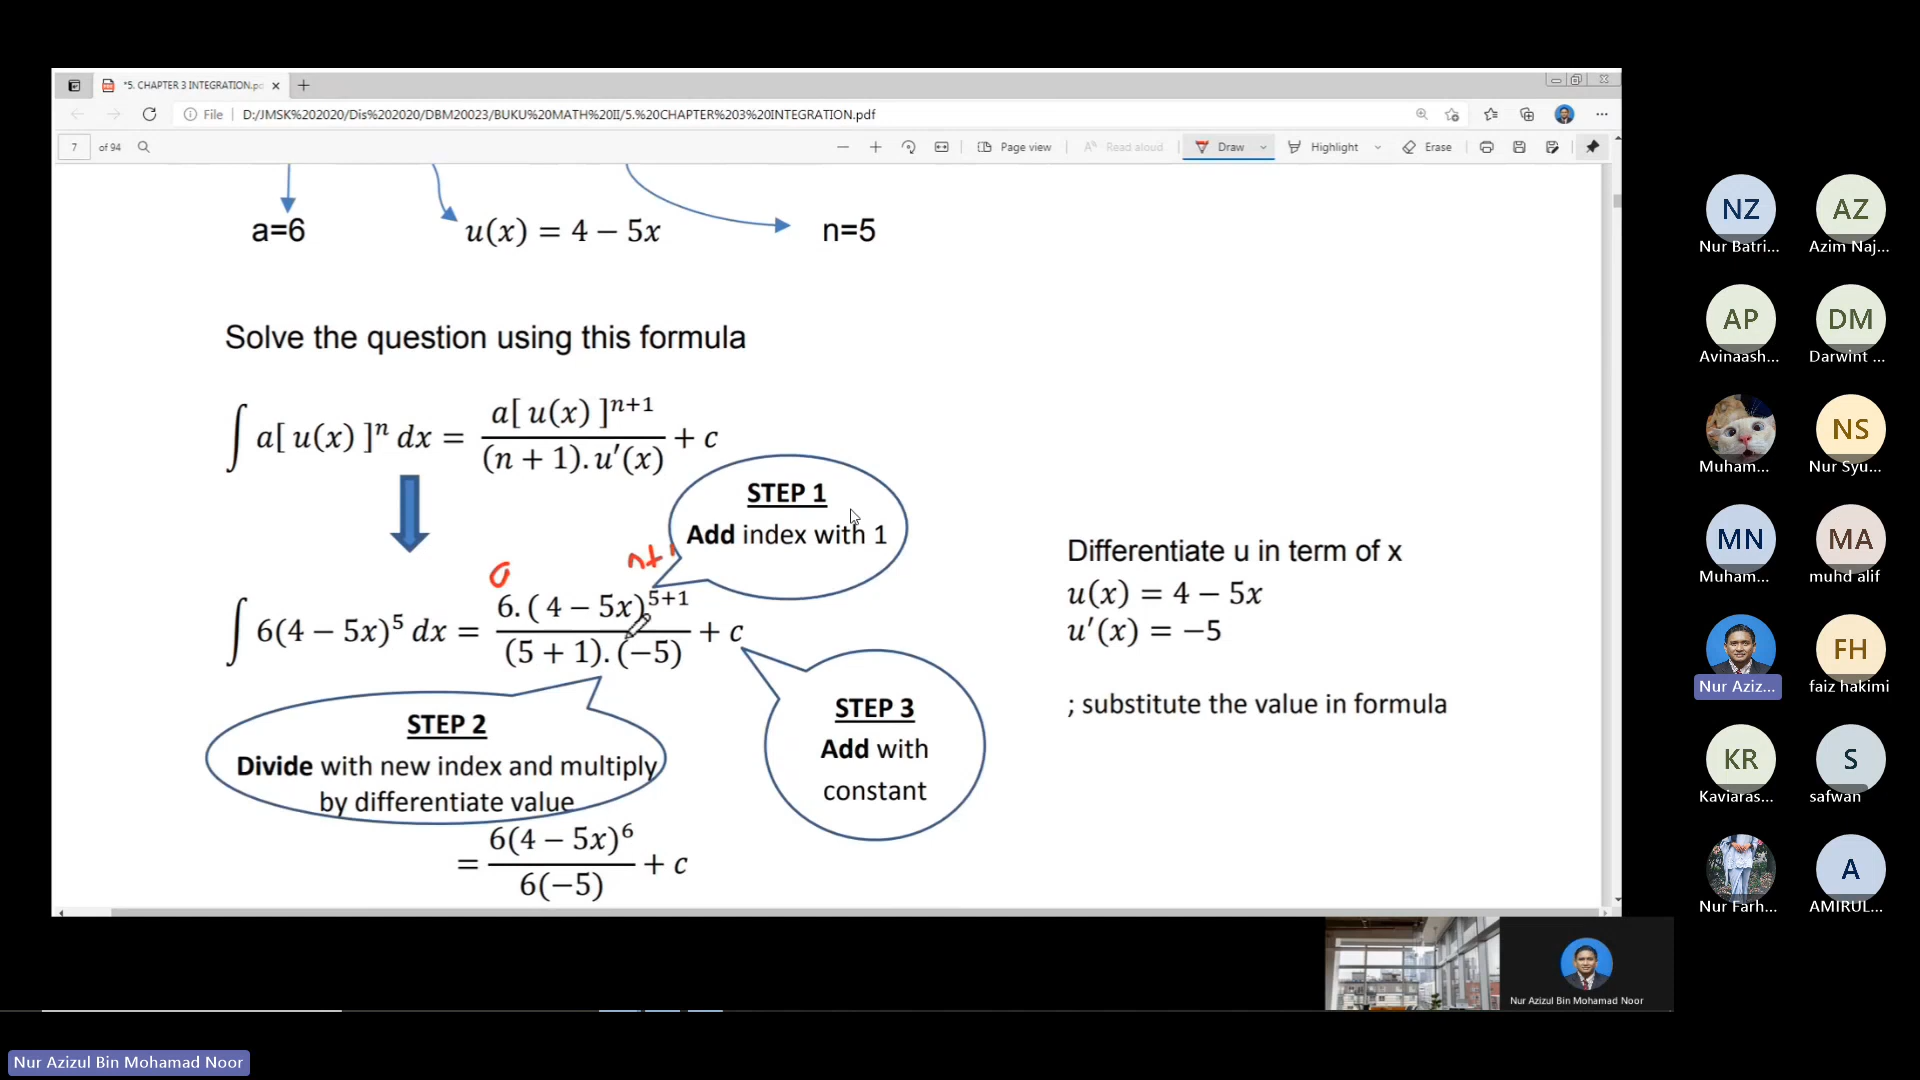 *5. CHAPTER 3 INTEGRATION.pd
File | D:/JMSK%202020/Dis%202020/DBM20023/BUKU%20MATH%20II/5.%20CHAPTER%203%20INTEGRATION.pdf
7 of 94 Page view Read aloud Draw Highlight Erase
a=6 u(x) = 4 − 5x n=5
Solve the question using this formula
∫ a[ u(x) ]ⁿ dx = a[ u(x) ]ⁿ⁺¹ / (n + 1). u′(x) + c
STEP 1
Add index with 1
a n+1
∫ 6(4 − 5x)⁵ dx = 6. ( 4 − 5x)⁵⁺¹ / (5 + 1). (−5) + c
STEP 2
Divide with new index and multiply
by differentiate value
STEP 3
Add with
constant
= 6(4 − 5x)⁶ / 6(−5) + c
Differentiate u in term of x
u(x) = 4 − 5x
u′(x) = −5
; substitute the value in formula
NZ AZ
Nur Batri... Azim Naj...
AP DM
Avinaash... Darwint ...
NS
Muham... Nur Syu...
MN MA
Muham... muhd alif
FH
Nur Aziz... faiz hakimi
KR S
Kaviaras... safwan
A
Nur Farh... AMIRUL...
Nur Azizul Bin Mohamad Noor
Nur Azizul Bin Mohamad Noor